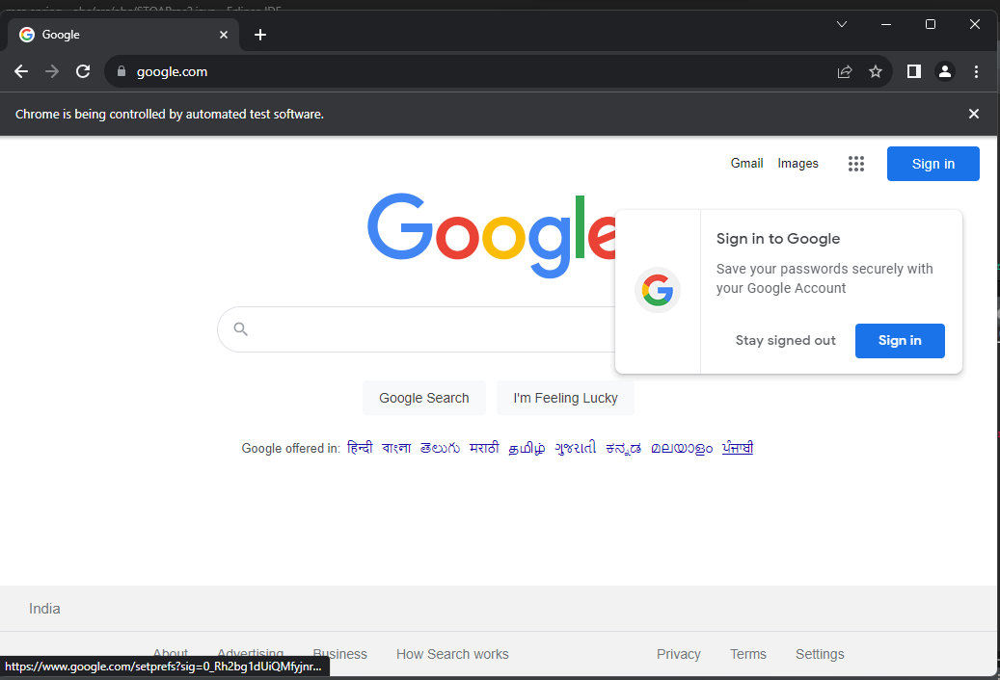 Google
google.com
Chrome is being controlled by automated test software.
Gmail Images Sign in
Google
Sign in to Google
Save your passwords securely with
your Google Account
Stay signed out Sign in
Google Search I'm Feeling Lucky
Google offered in: हिन्दी বাংলা తెలుగు मराठी தமிழ் ગુજરાતી ಕನ್ನಡ മലയാളം ਪੰਜਾਬੀ
India
About Advertising Business How Search works Privacy Terms Settings
https://www.google.com/setprefs?sig=0_Rh2bg1dUiQMfyjnr...